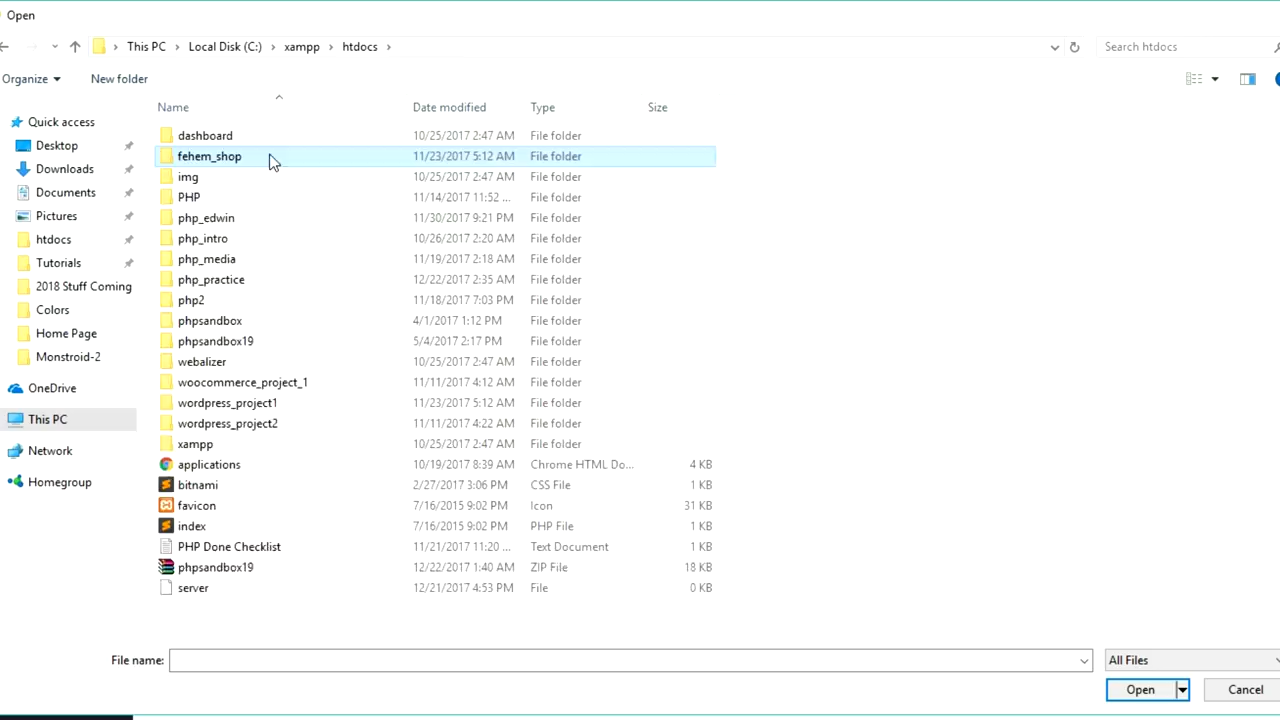 Open
This PC > Local Disk (C:) > xampp > htdocs >
Search htdocs
Organize New folder
Name Date modified Type Size
Quick access
Desktop
Downloads
Documents
Pictures
htdocs
Tutorials
2018 Stuff Coming
Colors
Home Page
Monstroid-2
OneDrive
This PC
Network
Homegroup
dashboard 10/25/2017 2:47 AM File folder
fehem_shop 11/23/2017 5:12 AM File folder
img 10/25/2017 2:47 AM File folder
PHP 11/14/2017 11:52 ... File folder
php_edwin 11/30/2017 9:21 PM File folder
php_intro 10/26/2017 2:20 AM File folder
php_media 11/19/2017 2:18 AM File folder
php_practice 12/22/2017 2:35 AM File folder
php2 11/18/2017 7:03 PM File folder
phpsandbox 4/1/2017 1:12 PM File folder
phpsandbox19 5/4/2017 2:17 PM File folder
webalizer 10/25/2017 2:47 AM File folder
woocommerce_project_1 11/11/2017 4:12 AM File folder
wordpress_project1 11/23/2017 5:12 AM File folder
wordpress_project2 11/11/2017 4:22 AM File folder
xampp 10/25/2017 2:47 AM File folder
applications 10/19/2017 8:39 AM Chrome HTML Do... 4 KB
bitnami 2/27/2017 3:06 PM CSS File 1 KB
favicon 7/16/2015 9:02 PM Icon 31 KB
index 7/16/2015 9:02 PM PHP File 1 KB
PHP Done Checklist 11/21/2017 11:20 ... Text Document 1 KB
phpsandbox19 12/22/2017 1:40 AM ZIP File 18 KB
server 12/21/2017 4:53 PM File 0 KB
File name: All Files
Open Cancel